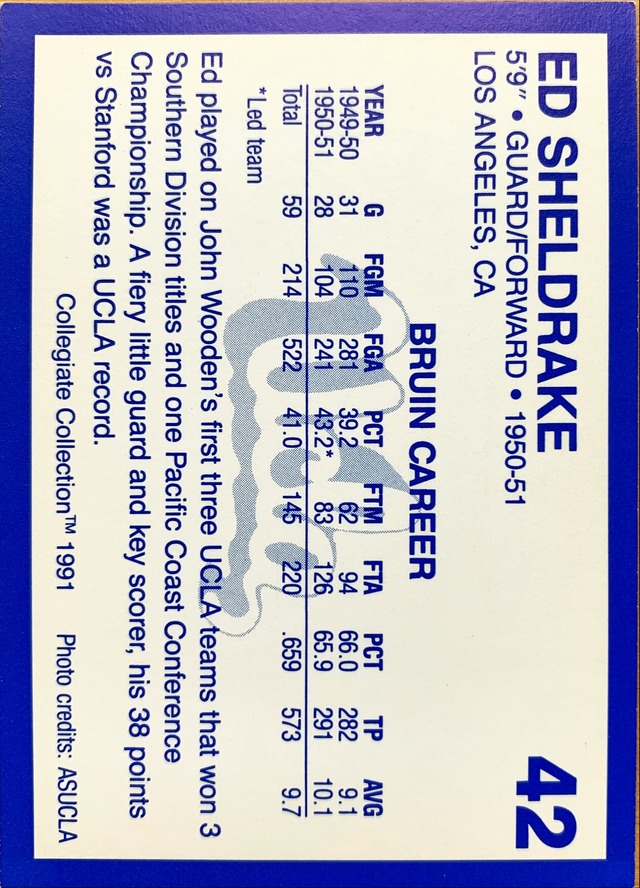 ED SHELDRAKE 42
5'9" • GUARD/FORWARD • 1950-51
LOS ANGELES, CA
BRUIN CAREER
YEAR G FGM FGA PCT FTM FTA PCT TP AVG
1949-50 31 110 281 39.2 62 94 66.0 282 9.1
1950-51 28 104 241 43.2* 83 126 65.9 291 10.1
Total 59 214 522 41.0 145 220 .659 573 9.7
*Led team
Ed played on John Wooden's first three UCLA teams that won 3
Southern Division titles and one Pacific Coast Conference
Championship. A fiery little guard and key scorer, his 38 points
vs Stanford was a UCLA record.
Collegiate Collection™ 1991 Photo credits: ASUCLA